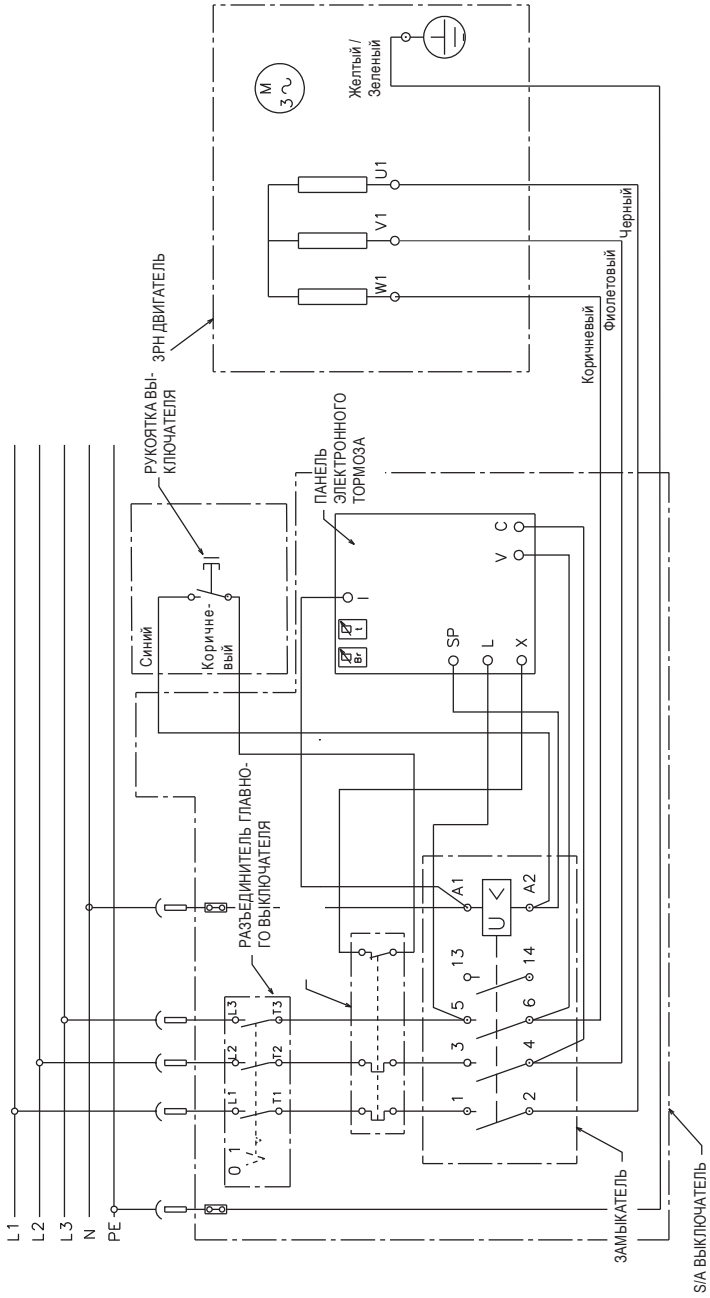 L1
L2
L3
N
PE
Синий
Коричне-
вый
РУКОЯТКА ВЫ-
КЛЮЧАТЕЛЯ
3PH ДВИГАТЕЛЬ
M
3~
Желтый /
Зеленый
W1
V1
U1
Коричневый
Фиолетовый
Черный
ПАНЕЛЬ
ЭЛЕКТРОННОГО
ТОРМОЗА
I
Br
t
SP
L
X
V
C
РАЗЪЕДИНИТЕЛЬ ГЛАВНО-
ГО ВЫКЛЮЧАТЕЛЯ
0 1
L1
L2
L3
T1
T2
T3
1
3
5
13
A1
U <
2
4
6
14
A2
ЗАМЫКАТЕЛЬ
S/A ВЫКЛЮЧАТЕЛЬ